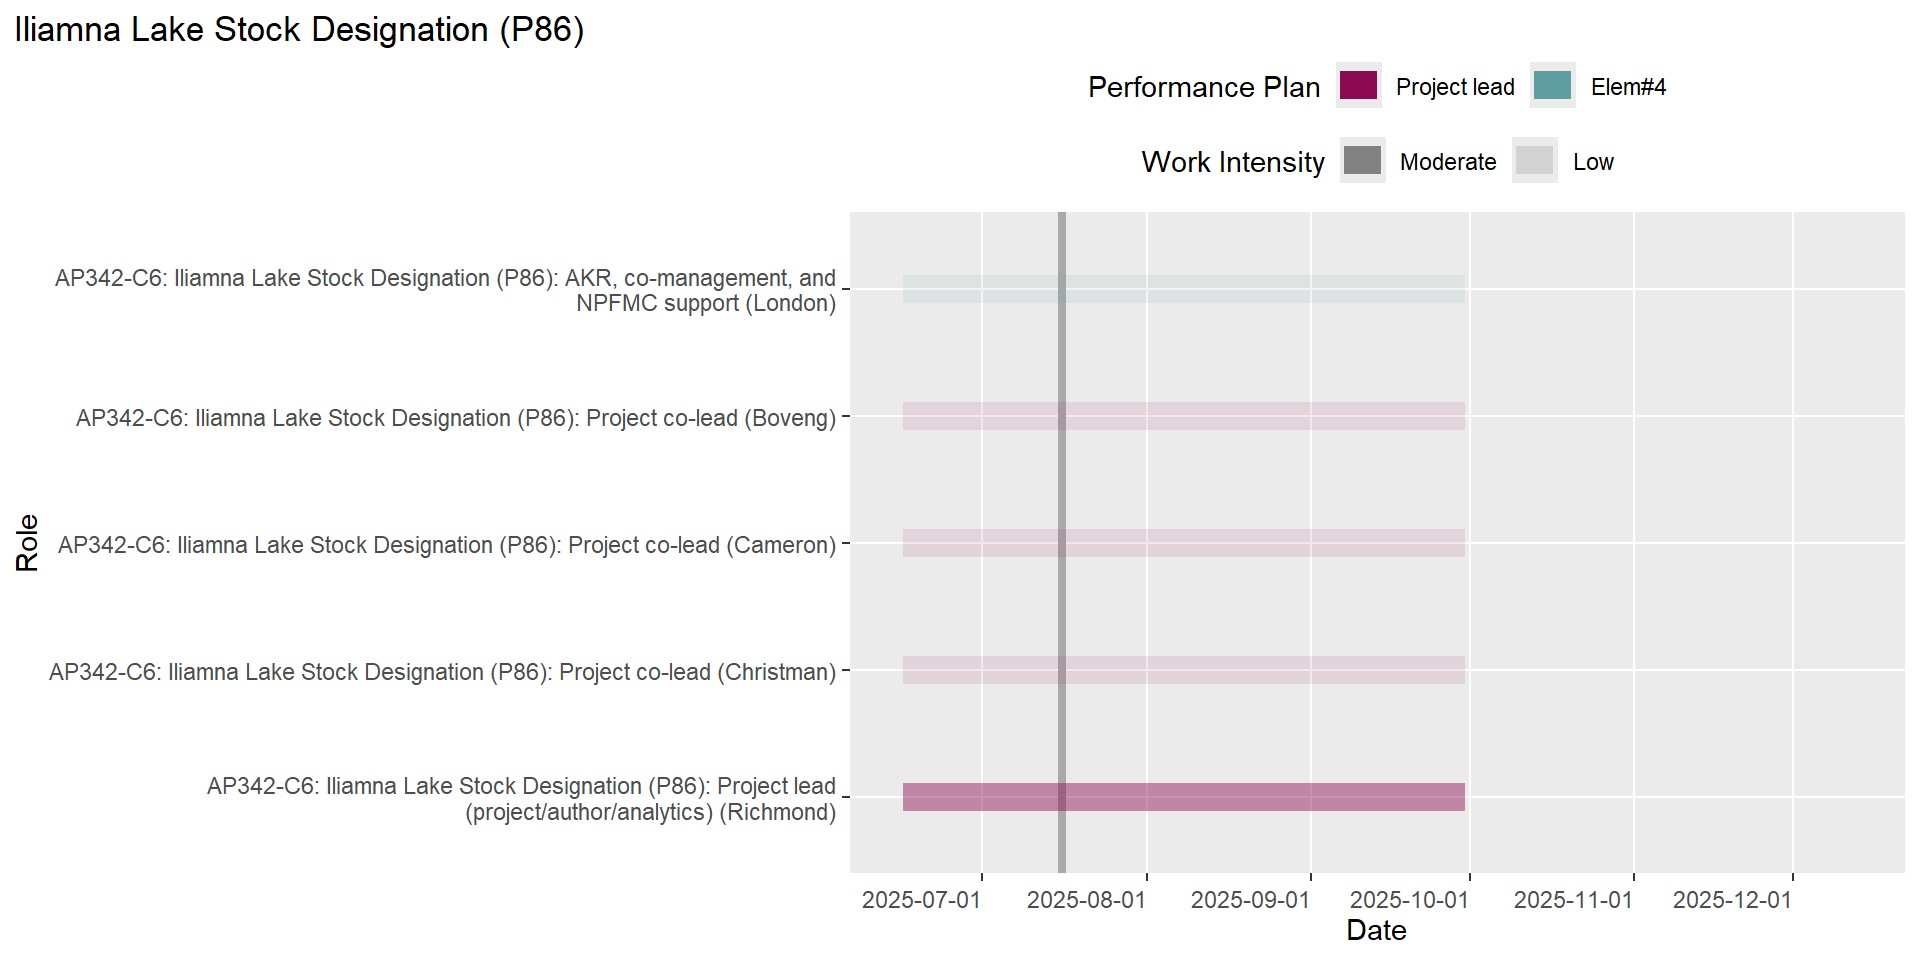 Iliamna Lake Stock Designation (P86)
Performance Plan Project lead Elem#4
Work Intensity Moderate Low
AP342-C6: Iliamna Lake Stock Designation (P86): AKR, co-management, and
NPFMC support (London)
AP342-C6: Iliamna Lake Stock Designation (P86): Project co-lead (Boveng)
AP342-C6: Iliamna Lake Stock Designation (P86): Project co-lead (Cameron)
AP342-C6: Iliamna Lake Stock Designation (P86): Project co-lead (Christman)
AP342-C6: Iliamna Lake Stock Designation (P86): Project lead
(project/author/analytics) (Richmond)
Role
2025-07-01 2025-08-01 2025-09-01 2025-10-01 2025-11-01 2025-12-01
Date